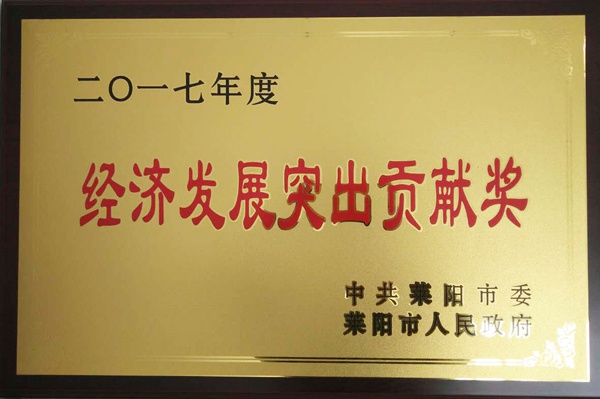 二〇一七年度
经济发展突出贡献奖
中共莱阳市委
莱阳市人民政府